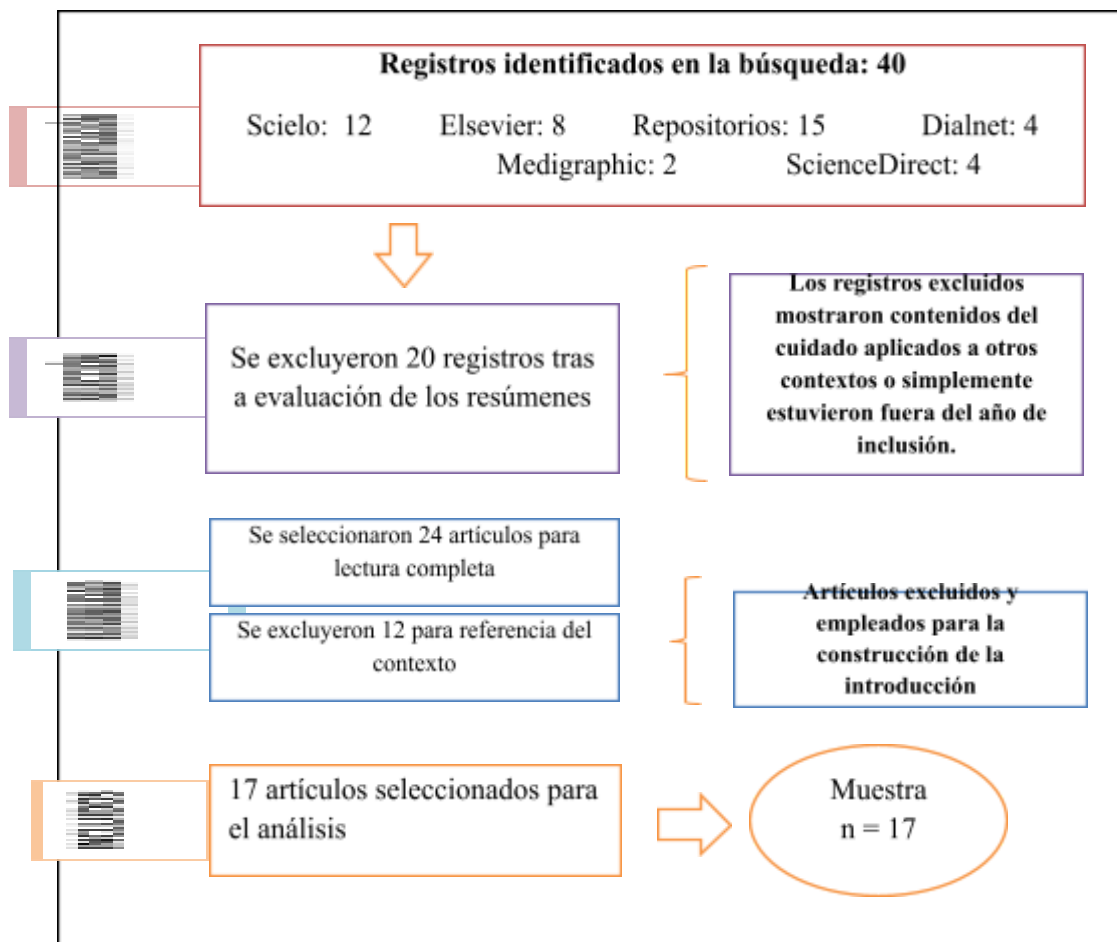 Registros identificados en la búsqueda: 40
Scielo: 12 Elsevier: 8 Repositorios: 15 Dialnet: 4
Medigraphic: 2 ScienceDirect: 4
Se excluyeron 20 registros tras
a evaluación de los resúmenes
Los registros excluidos
mostraron contenidos del
cuidado aplicados a otros
contextos o simplemente
estuvieron fuera del año de
inclusión.
Se seleccionaron 24 artículos para
lectura completa
Se excluyeron 12 para referencia del
contexto
Artículos excluidos y
empleados para la
construcción de la
introducción
17 artículos seleccionados para
el análisis
Muestra
n = 17